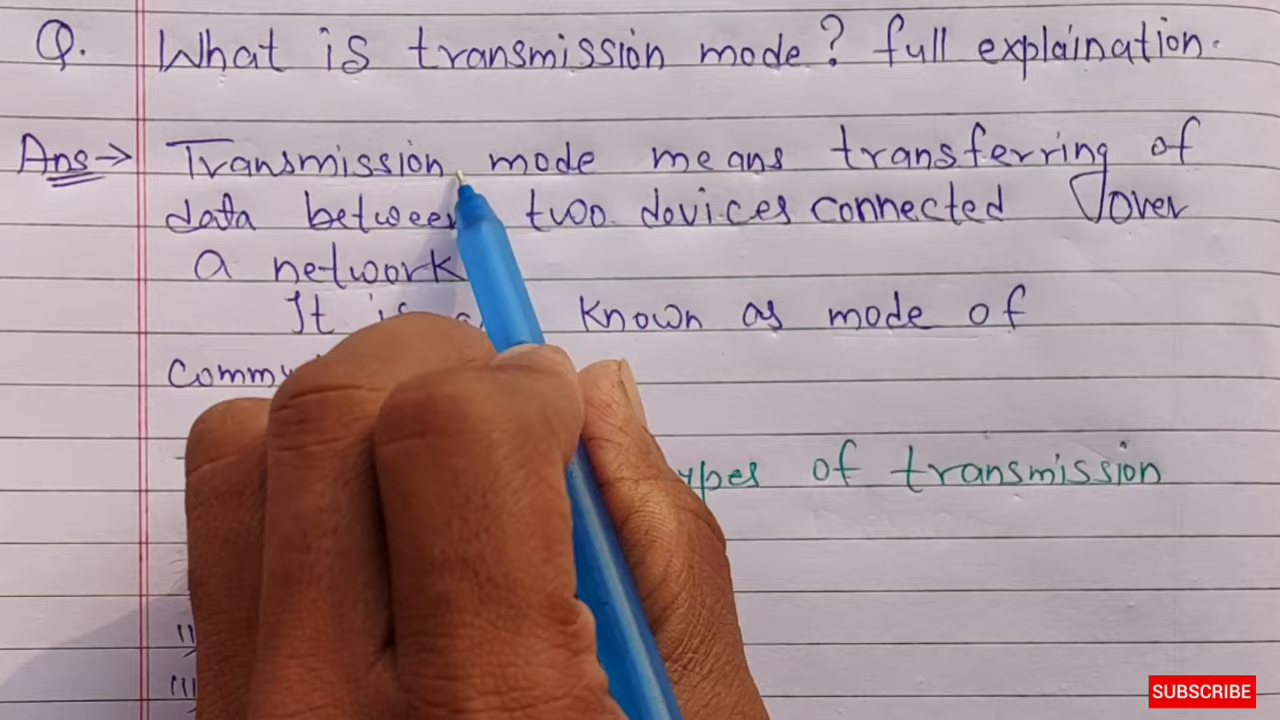 Q. What is transmission mode? full explaination.
Ans→ Transmission mode means transferring of
data between two devices connected over
a network
It is known as mode of
of transmission
SUBSCRIBE